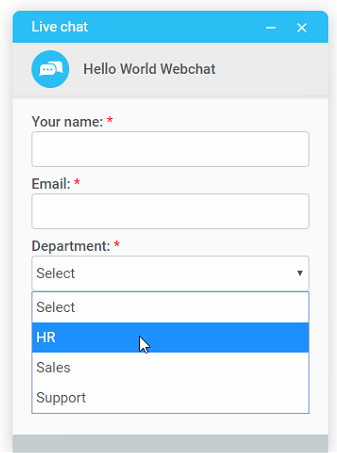 Live chat
Hello World Webchat
Your name: *
Email: *
Department: *
Select
Select
HR
Sales
Support